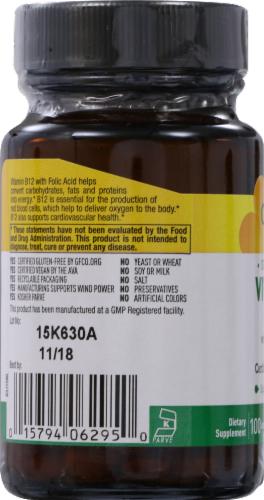 Vitamin B12 with Folic Acid helps
convert carbohydrates, fats and proteins
into energy.* B12 is essential for the production of
red blood cells, which help to deliver oxygen to the body.*
B12 also supports cardiovascular health.*
* These statements have not been evaluated by the Food
and Drug Administration. This product is not intended to
diagnose, treat, cure or prevent any disease.
YES CERTIFIED GLUTEN-FREE BY GFCO.ORG NO YEAST OR WHEAT
YES CERTIFIED VEGAN BY THE AVA NO SOY OR MILK
YES RECYCLABLE PACKAGING NO SALT
YES MANUFACTURING SUPPORTS WIND POWER NO PRESERVATIVES
YES KOSHER PARVE NO ARTIFICIAL COLORS
This product has been manufactured at a GMP Registered facility.
Lot No:
15K630A
11/18
Best by:
K
PARVE
0 15794 06295 0
Dietary
Supplement
100